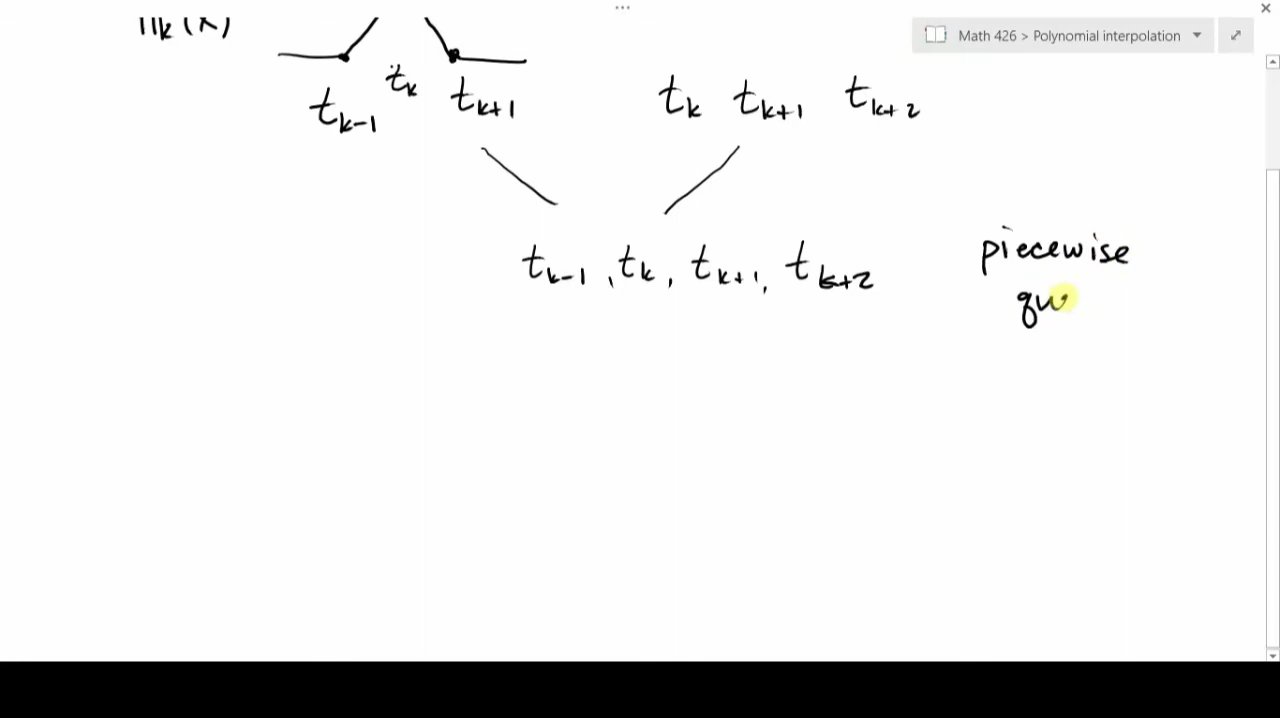 Math 426 > Polynomial interpolation
t_{k-1} t_k t_{k+1} t_k t_{k+1} t_{k+2}
t_{k-1}, t_k, t_{k+1}, t_{k+2}
piecewise
qu